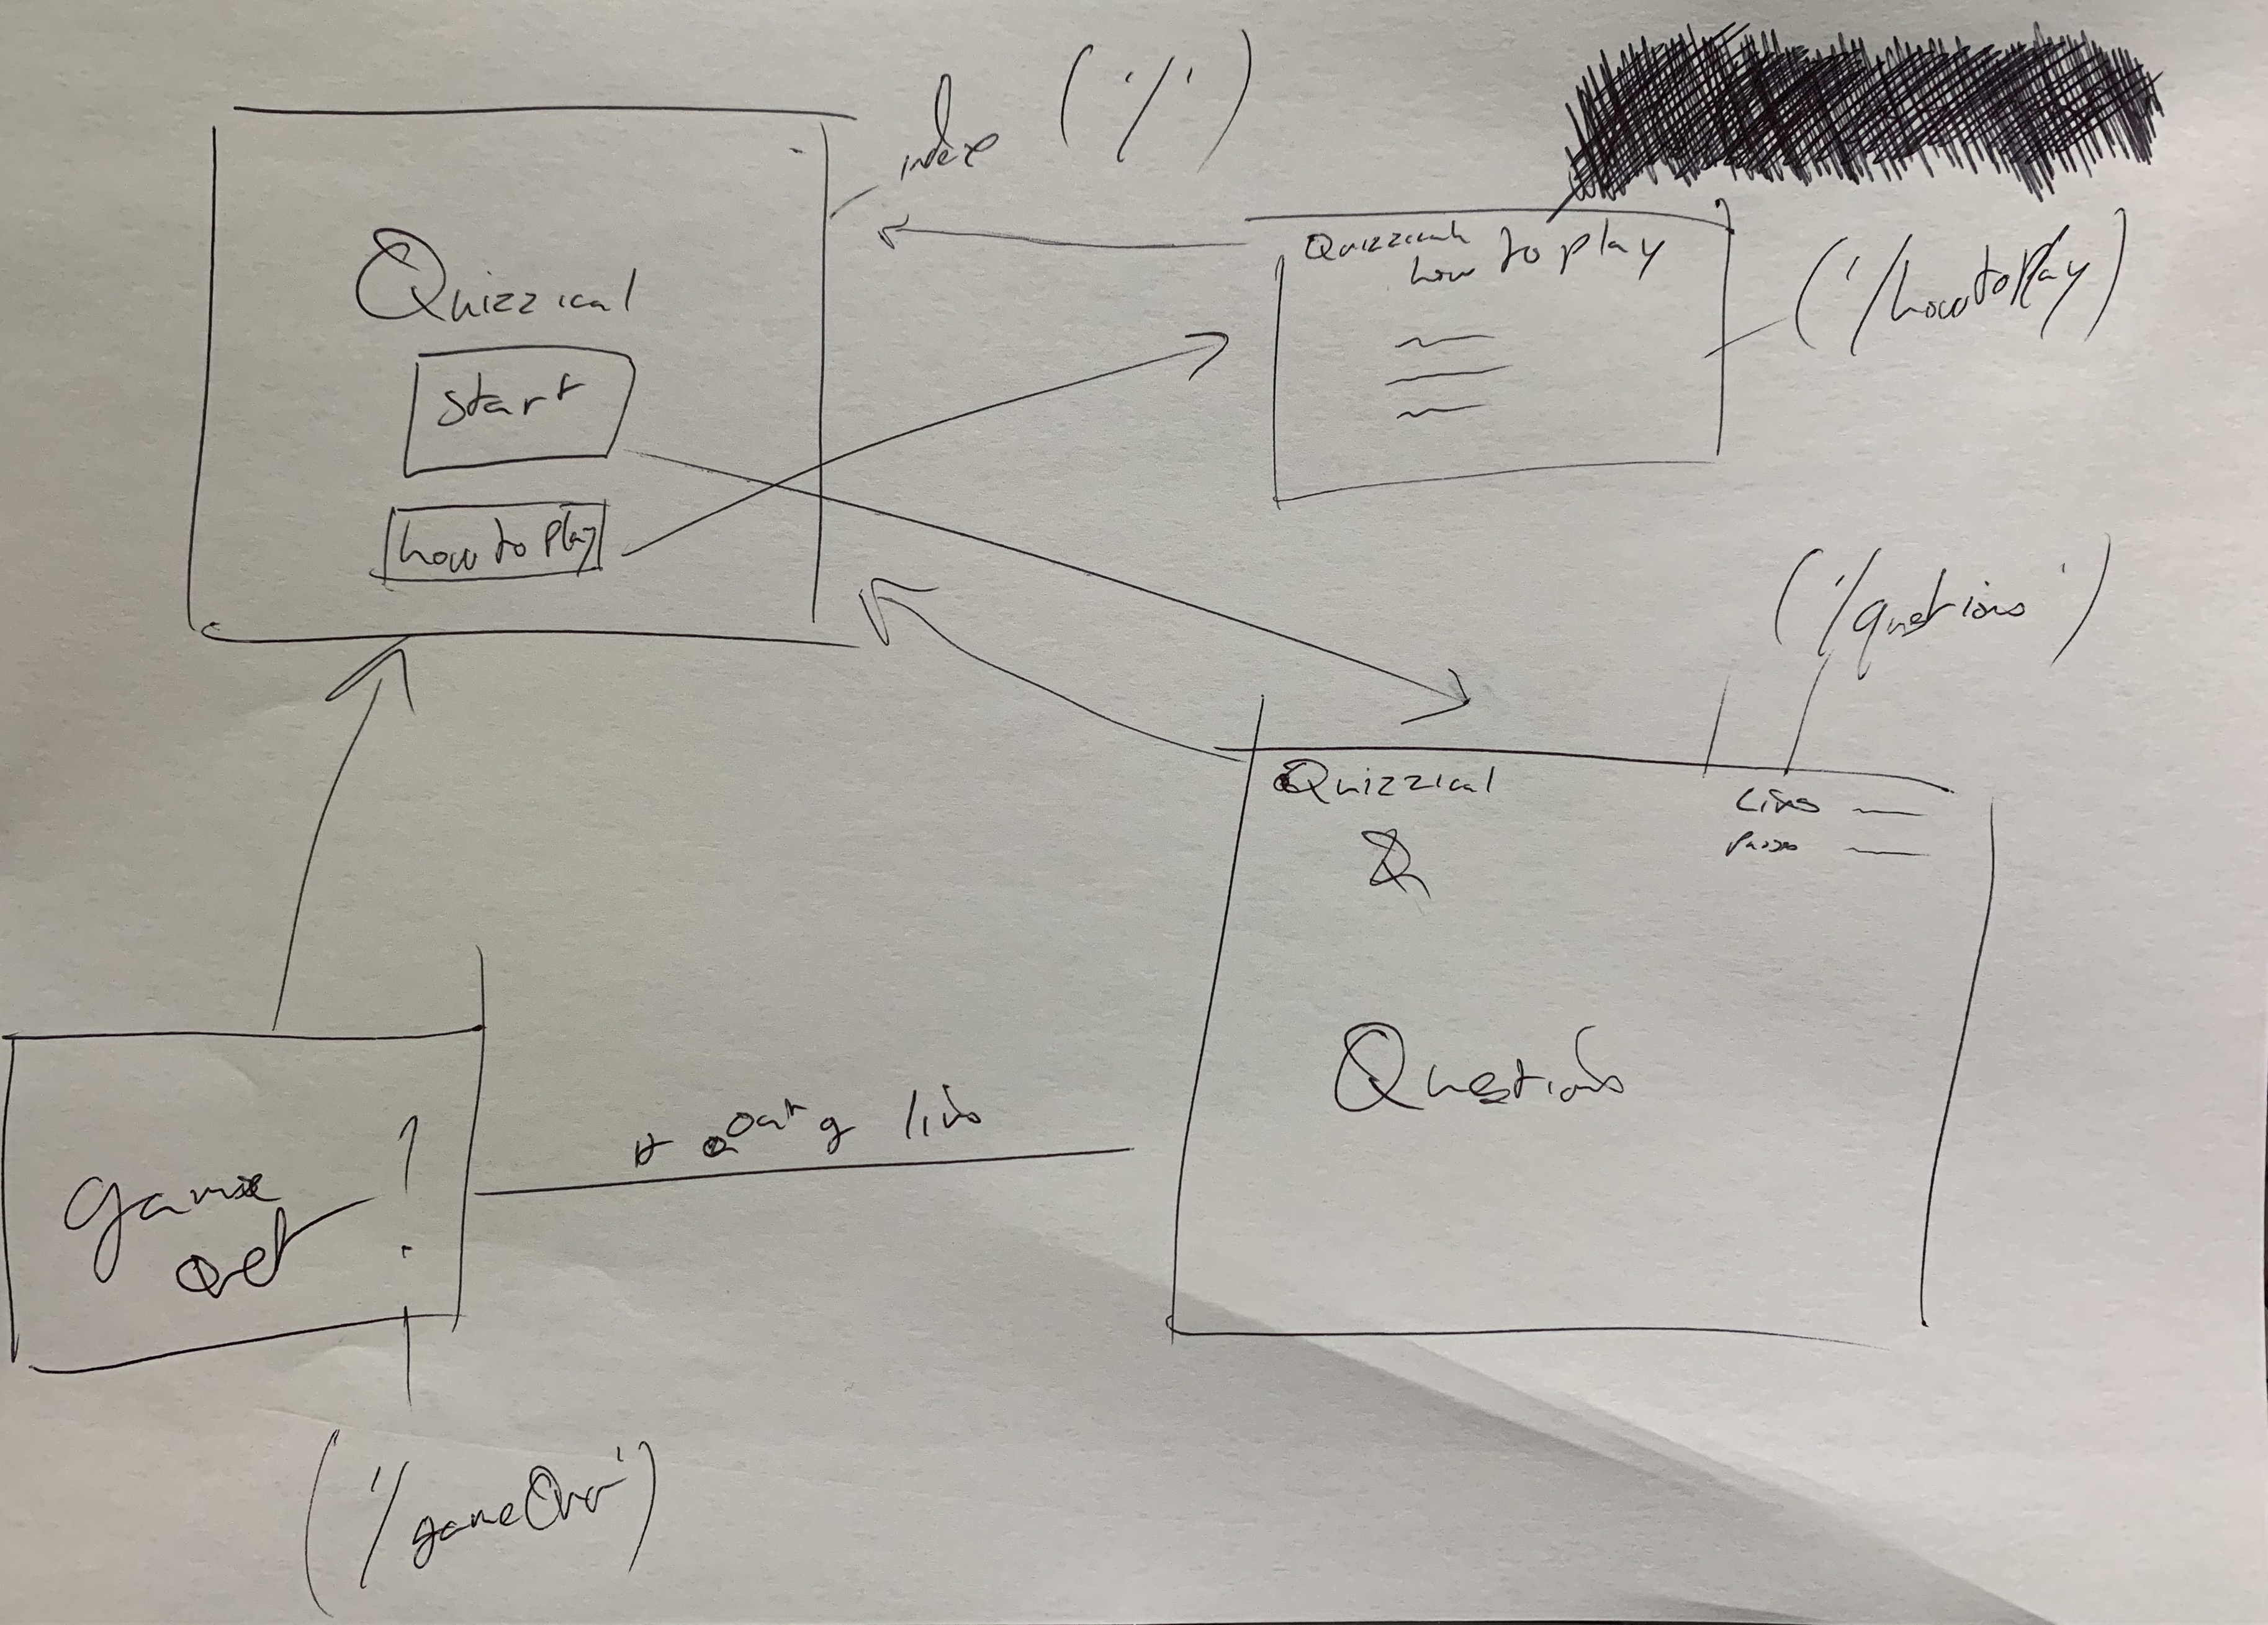 index ('/')
Quizzical
start
how to play
Quizzical
how to play
('/howtoPlay)
('/questions')
Quizzical
Lives
Passes
Questions
if out of lives
game
over
('/gameOver')